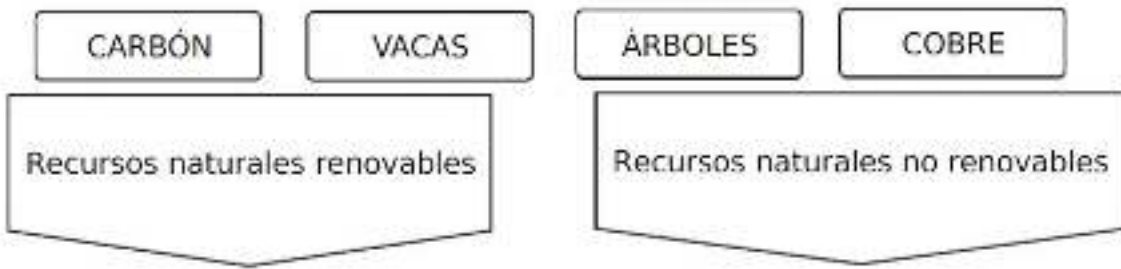 CARBÓN
VACAS
ÁRBOLES
COBRE
Recursos naturales renovables
Recursos naturales no renovables